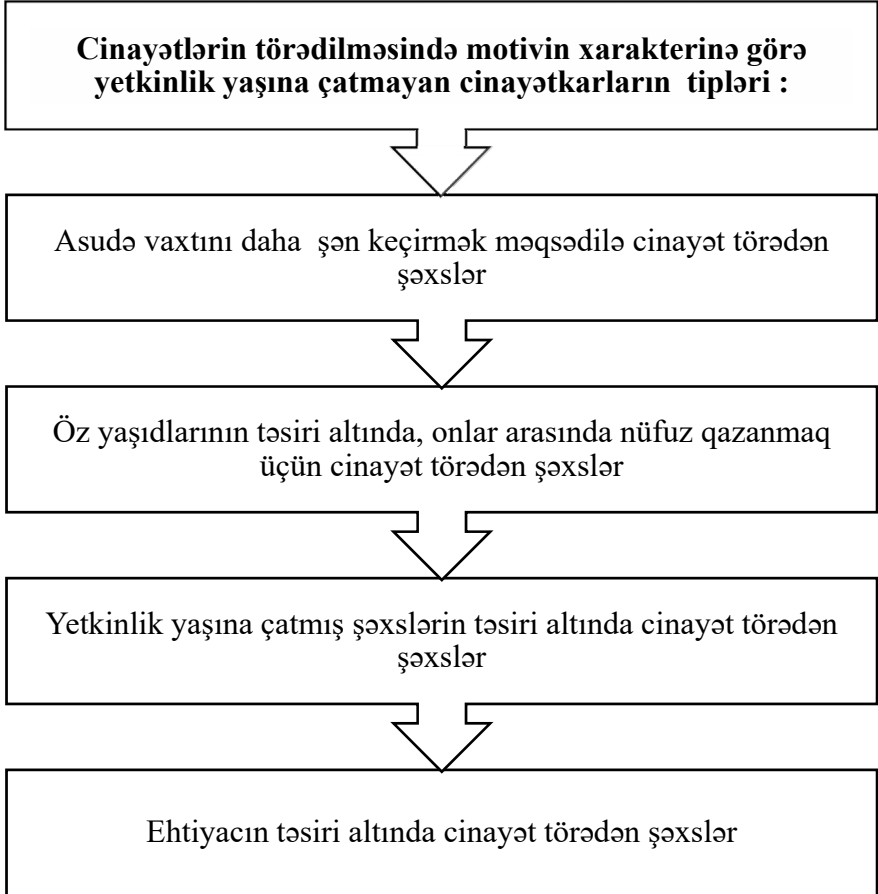 Cinayətlərin törədilməsində motivin xarakterinə görə
yetkinlik yaşına çatmayan cinayətkarların  tipləri :
Asudə vaxtını daha  şən keçirmək məqsədilə cinayət törədən
şəxslər
Öz yaşıdlarının təsiri altında, onlar arasında nüfuz qazanmaq
üçün cinayət törədən şəxslər
Yetkinlik yaşına çatmış şəxslərin təsiri altında cinayət törədən
şəxslər
Ehtiyacın təsiri altında cinayət törədən şəxslər